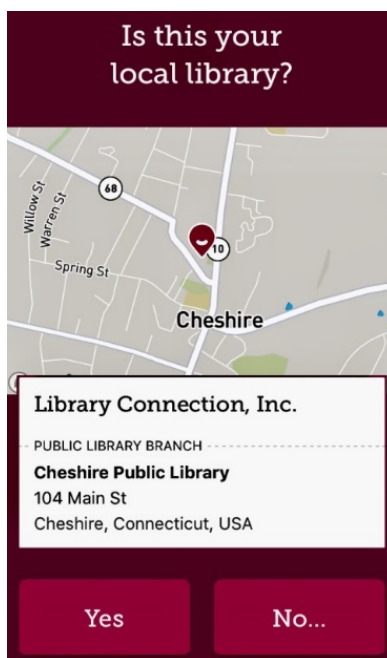 Is this your
local library?
68
Willow St
Warren St
10
Spring St
Cheshire
Library Connection, Inc.
PUBLIC LIBRARY BRANCH
Cheshire Public Library
104 Main St
Cheshire, Connecticut, USA
Yes
No...